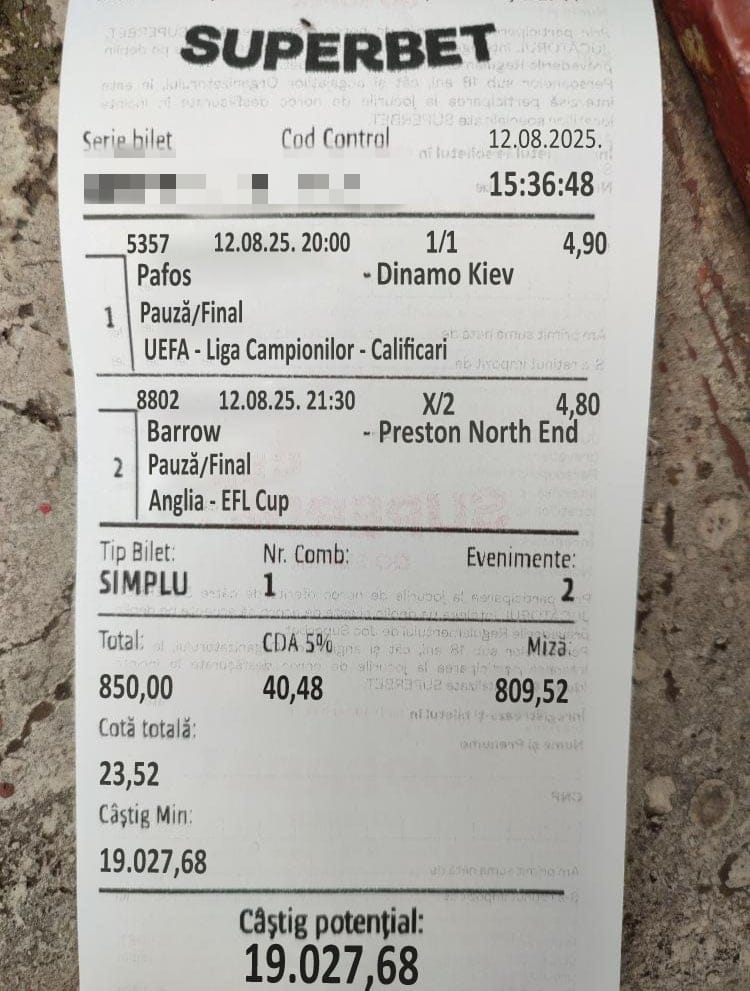 SUPERBET
Serie bilet Cod Control 12.08.2025.
15:36:48
5357 12.08.25. 20:00 1/1 4,90
Pafos - Dinamo Kiev
1 Pauză/Final
UEFA - Liga Campionilor - Calificari
8802 12.08.25. 21:30 X/2 4,80
Barrow - Preston North End
2 Pauză/Final
Anglia - EFL Cup
Tip Bilet: Nr. Comb: Evenimente:
SIMPLU 1 2
Total: CDA 5% Miză:
850,00 40,48 809,52
Cotă totală:
23,52
Câștig Min:
19.027,68
Câștig potențial:
19.027,68